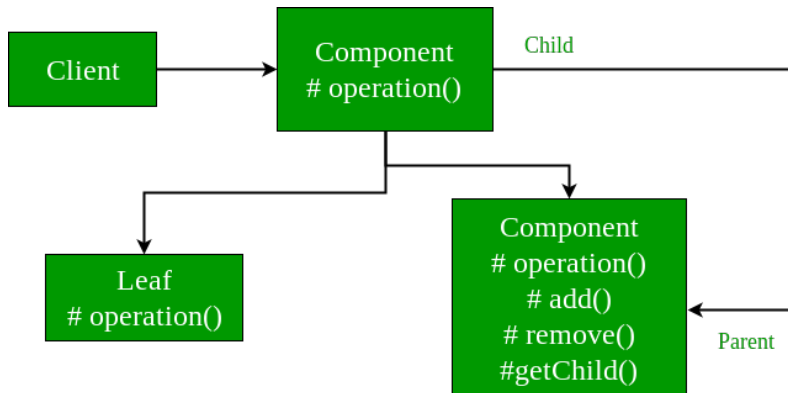 Client
Component
# operation()
Child
Leaf
# operation()
Component
# operation()
# add()
# remove()
#getChild()
Parent